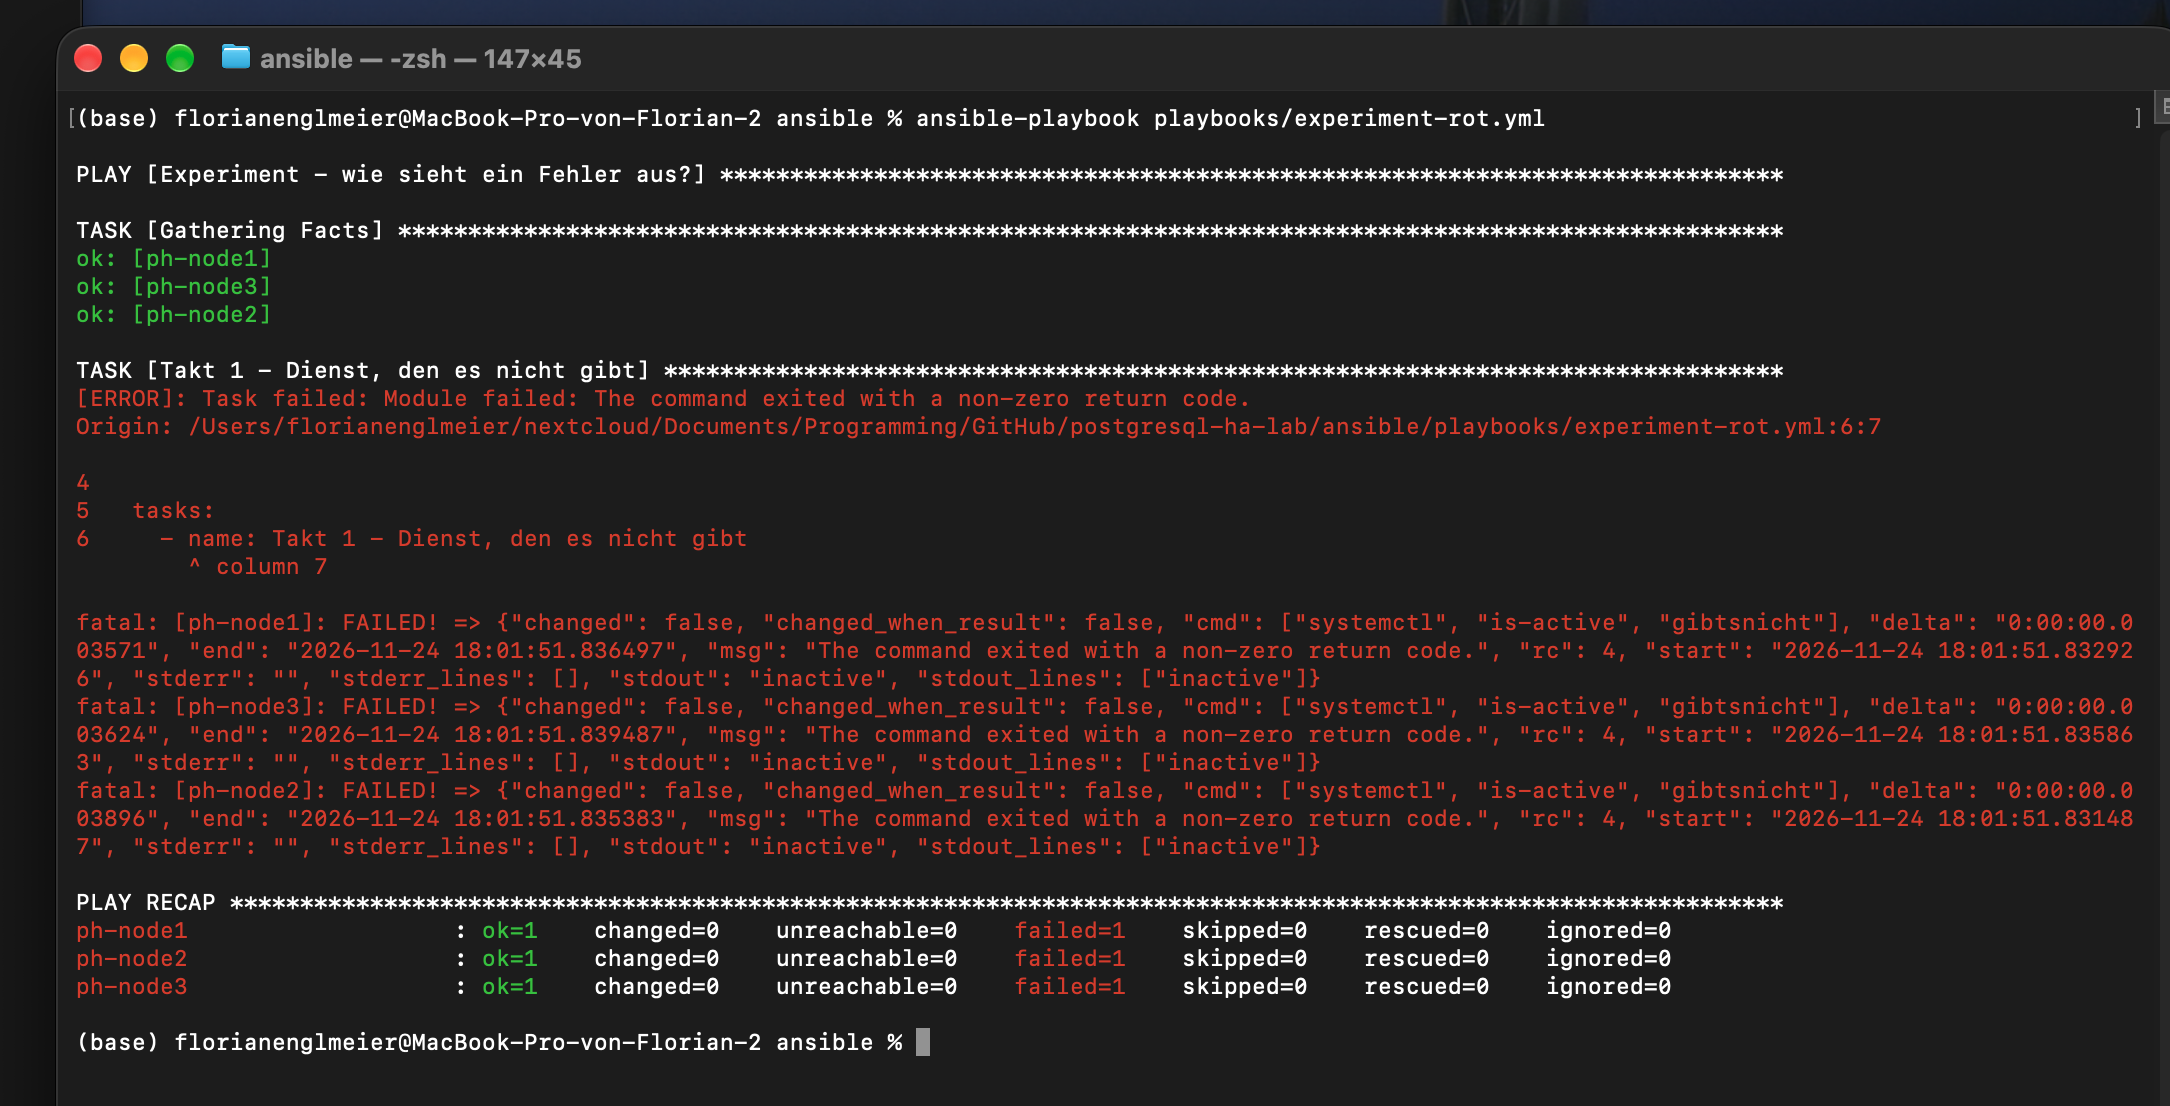 ansible — -zsh — 147×45
[(base) florianenglmeier@MacBook-Pro-von-Florian-2 ansible % ansible-playbook playbooks/experiment-rot.yml ]
PLAY [Experiment – wie sieht ein Fehler aus?] ****************************************************************************
TASK [Gathering Facts] ***************************************************************************************************
ok: [ph-node1]
ok: [ph-node3]
ok: [ph-node2]
TASK [Takt 1 – Dienst, den es nicht gibt] ********************************************************************************
[ERROR]: Task failed: Module failed: The command exited with a non-zero return code.
Origin: /Users/florianenglmeier/nextcloud/Documents/Programming/GitHub/postgresql-ha-lab/ansible/playbooks/experiment-rot.yml:6:7
4
5   tasks:
6     - name: Takt 1 – Dienst, den es nicht gibt
        ^ column 7
fatal: [ph-node1]: FAILED! => {"changed": false, "changed_when_result": false, "cmd": ["systemctl", "is-active", "gibtsnicht"], "delta": "0:00:00.0
03571", "end": "2026-11-24 18:01:51.836497", "msg": "The command exited with a non-zero return code.", "rc": 4, "start": "2026-11-24 18:01:51.83292
6", "stderr": "", "stderr_lines": [], "stdout": "inactive", "stdout_lines": ["inactive"]}
fatal: [ph-node3]: FAILED! => {"changed": false, "changed_when_result": false, "cmd": ["systemctl", "is-active", "gibtsnicht"], "delta": "0:00:00.0
03624", "end": "2026-11-24 18:01:51.839487", "msg": "The command exited with a non-zero return code.", "rc": 4, "start": "2026-11-24 18:01:51.83586
3", "stderr": "", "stderr_lines": [], "stdout": "inactive", "stdout_lines": ["inactive"]}
fatal: [ph-node2]: FAILED! => {"changed": false, "changed_when_result": false, "cmd": ["systemctl", "is-active", "gibtsnicht"], "delta": "0:00:00.0
03896", "end": "2026-11-24 18:01:51.835383", "msg": "The command exited with a non-zero return code.", "rc": 4, "start": "2026-11-24 18:01:51.83148
7", "stderr": "", "stderr_lines": [], "stdout": "inactive", "stdout_lines": ["inactive"]}
PLAY RECAP ***************************************************************************************************************
ph-node1                   : ok=1    changed=0    unreachable=0    failed=1    skipped=0    rescued=0    ignored=0
ph-node2                   : ok=1    changed=0    unreachable=0    failed=1    skipped=0    rescued=0    ignored=0
ph-node3                   : ok=1    changed=0    unreachable=0    failed=1    skipped=0    rescued=0    ignored=0
(base) florianenglmeier@MacBook-Pro-von-Florian-2 ansible %